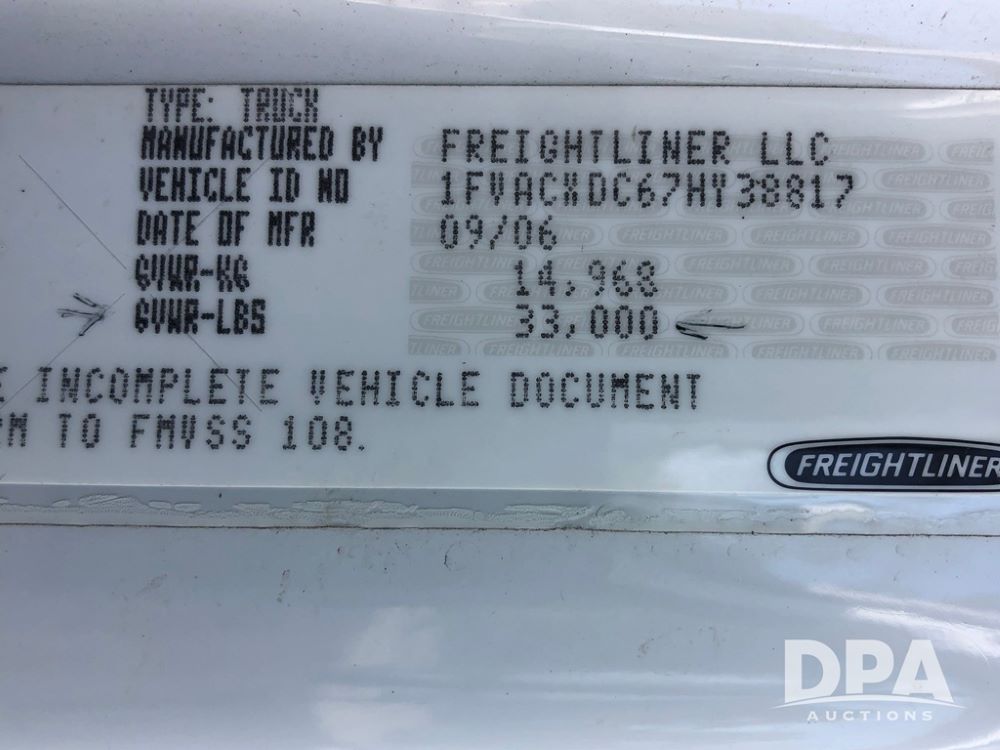 TYPE: TRUCK
MANUFACTURED BY FREIGHTLINER LLC
VEHICLE ID NO 1FVACXDC67HY38817
DATE OF MFR 09/06
GVWR-KG 14,968
GVWR-LBS 33,000
E INCOMPLETE VEHICLE DOCUMENT
RM TO FMVSS 108.
FREIGHTLINER
DPA
AUCTIONS